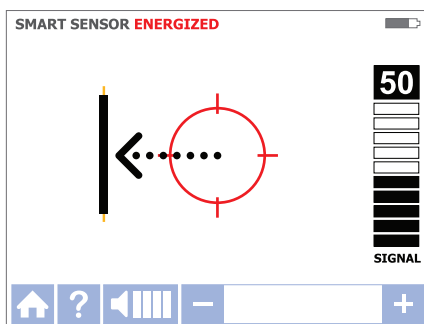 SMART SENSOR ENERGIZED
50
SIGNAL
?
−
+